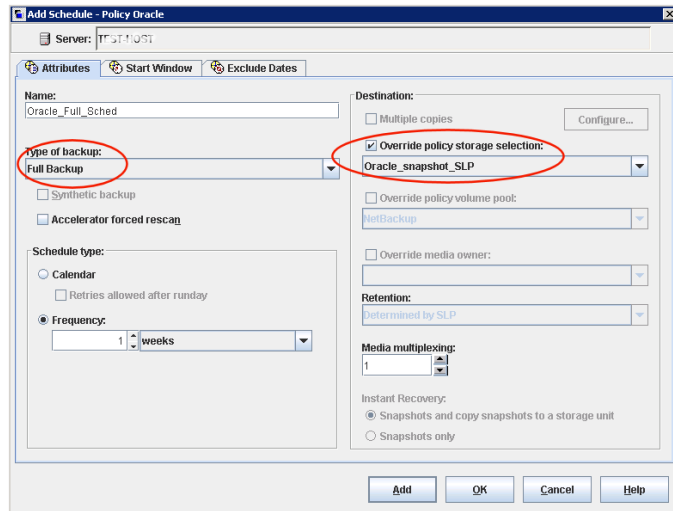 Add Schedule - Policy Oracle
Server:
Attributes
Start Window
Exclude Dates
Name:
Oracle_Full_Sched
Type of backup:
Full Backup
Synthetic backup
Accelerator forced rescan
Schedule type:
Calendar
Retries allowed after runday
Frequency:
1 weeks
Destination:
Multiple copies Configure...
Override policy storage selection:
Oracle_snapshot_SLP
Override policy volume pool:
NetBackup
Override media owner:
Retention:
Determined by SLP
Media multiplexing:
1
Instant Recovery:
Snapshots and copy snapshots to a storage unit
Snapshots only
Add OK Cancel Help